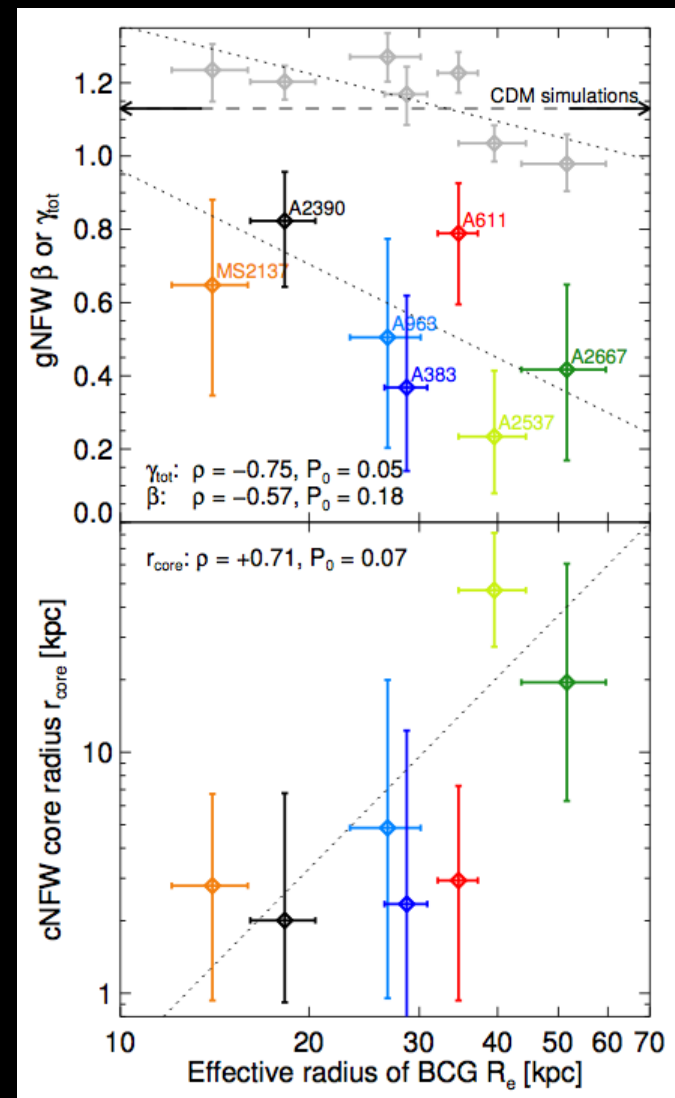 1.2
1.0
0.8
0.6
0.4
0.2
0.0
gNFW β or γtot
CDM simulations
A2390
A611
MS2137
A963
A383
A2667
A2537
γtot: ρ = −0.75, P0 = 0.05
β: ρ = −0.57, P0 = 0.18
rcore: ρ = +0.71, P0 = 0.07
cNFW core radius rcore [kpc]
10
1
10 20 30 40 50 60 70
Effective radius of BCG Re [kpc]